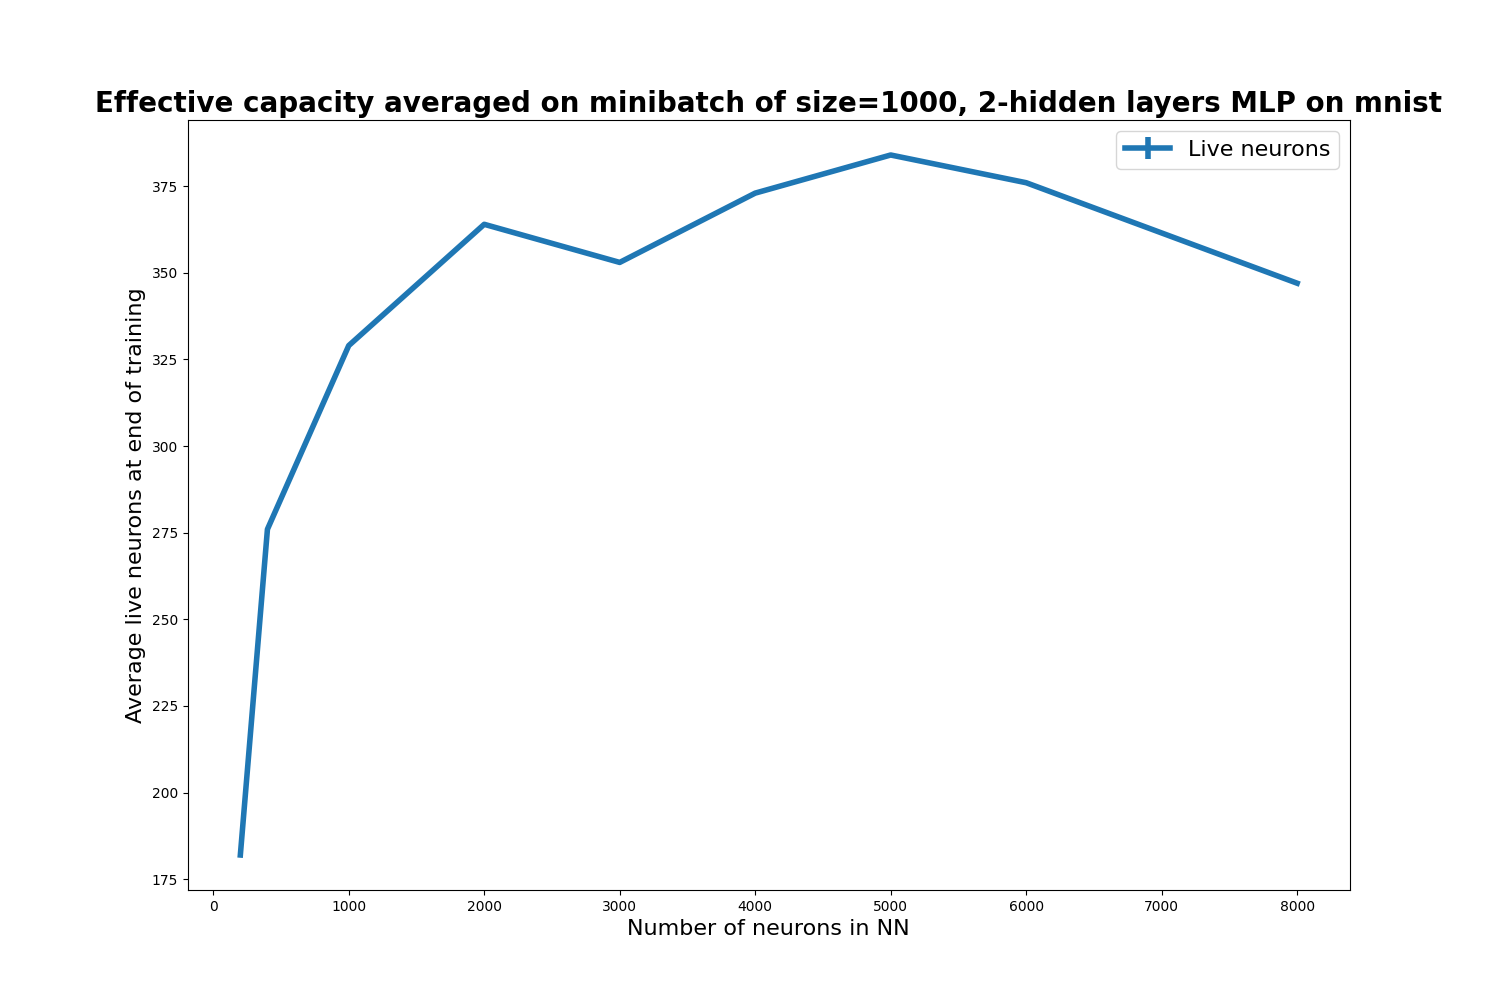 Effective capacity averaged on minibatch of size=1000, 2-hidden layers MLP on mnist
Live neurons
Average live neurons at end of training
375
350
325
300
275
250
225
200
175
0 1000 2000 3000 4000 5000 6000 7000 8000
Number of neurons in NN